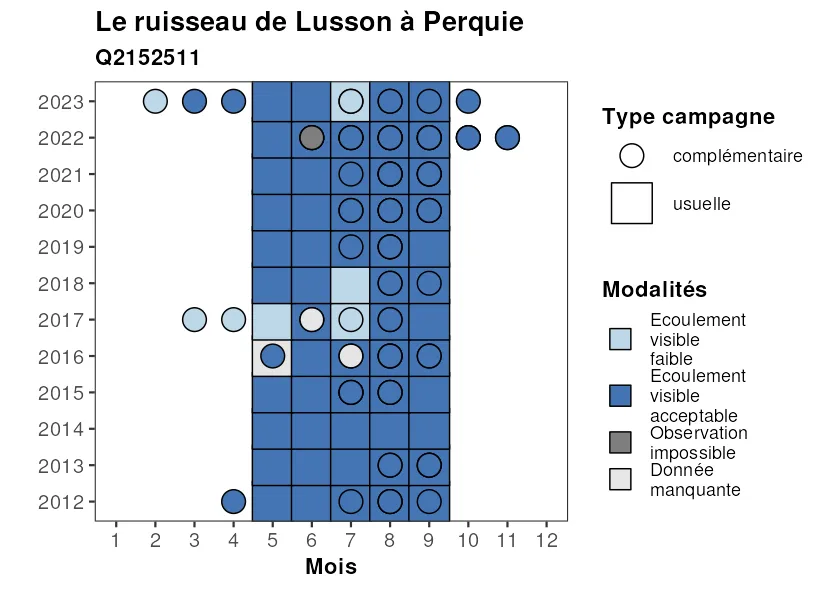 Le ruisseau de Lusson à Perquie
Q2152511
2023
2022
2021
2020
2019
2018
2017
2016
2015
2014
2013
2012
1 2 3 4 5 6 7 8 9 10 11 12
Mois
Type campagne
complémentaire
usuelle
Modalités
Ecoulement
visible
faible
Ecoulement
visible
acceptable
Observation
impossible
Donnée
manquante